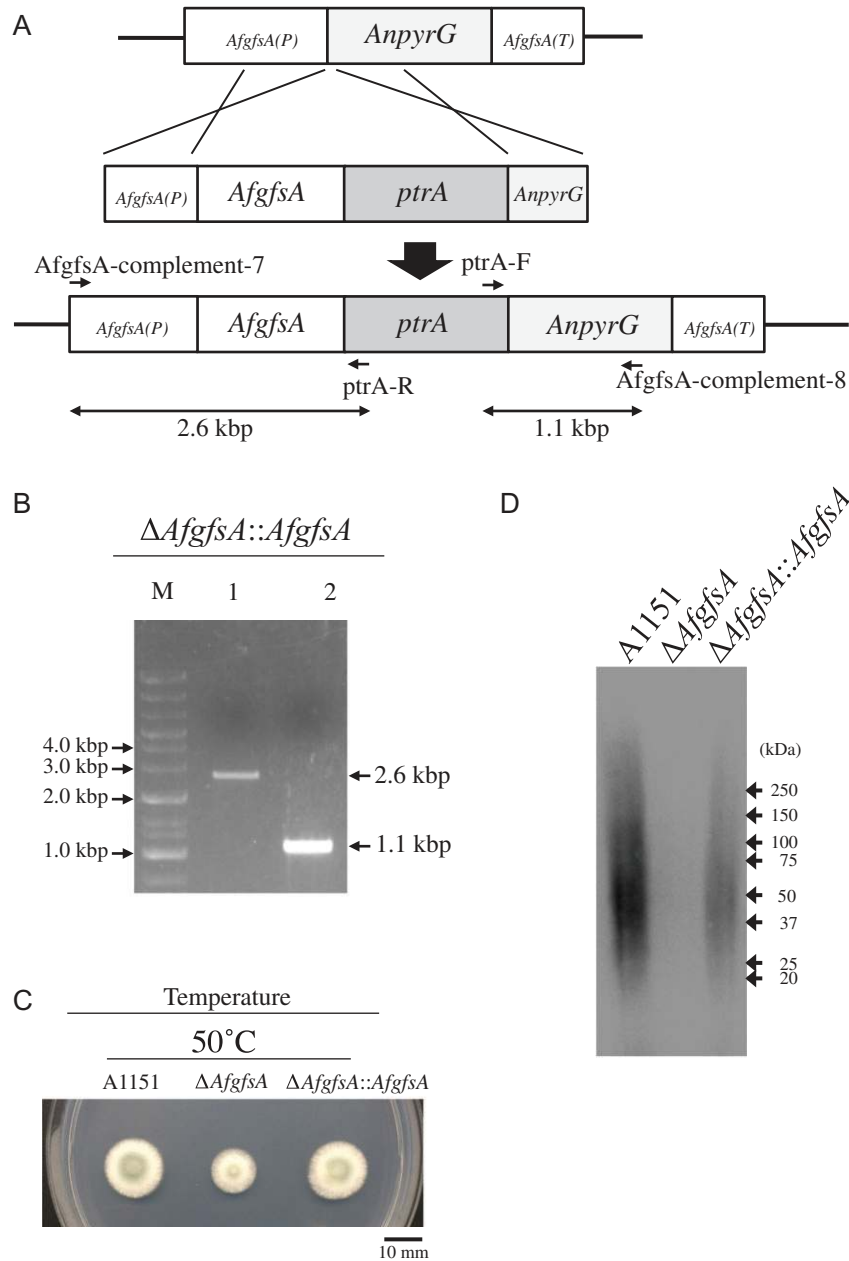 A
AfgfsA(P) AnpyrG AfgfsA(T)
AfgfsA(P) AfgfsA ptrA AnpyrG
AfgfsA-complement-7 ptrA-F
AfgfsA(P) AfgfsA ptrA AnpyrG AfgfsA(T)
ptrA-R AfgfsA-complement-8
2.6 kbp 1.1 kbp
B
ΔAfgfsA::AfgfsA
M 1 2
4.0 kbp
3.0 kbp
2.0 kbp
1.0 kbp
2.6 kbp
1.1 kbp
C
Temperature
50°C
A1151 ΔAfgfsA ΔAfgfsA::AfgfsA
10 mm
D
A1151 ΔAfgfsA ΔAfgfsA::AfgfsA
(kDa)
250
150
100
75
50
37
25
20